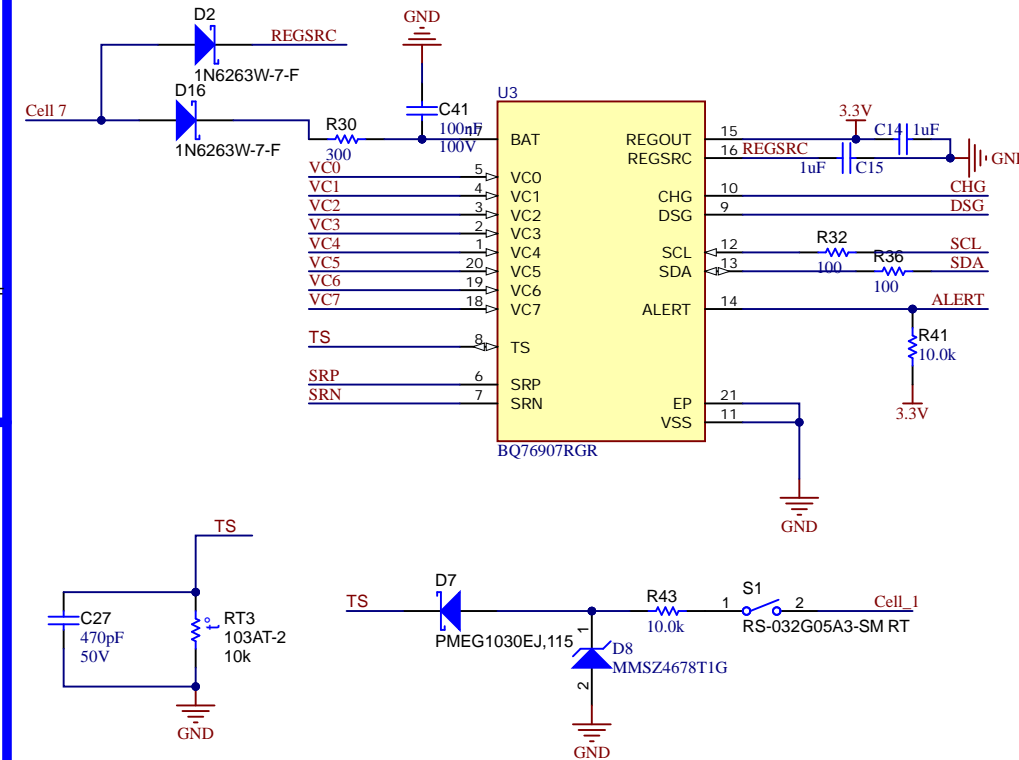 D2
REGSRC
1N6263W-7-F
Cell 7
D16
1N6263W-7-F
R30
300
GND
C41
100nF
100V
17
U3
BAT
REGOUT
REGSRC
VC0
VC1
VC2
VC3
VC4
VC5
VC6
VC7
CHG
DSG
SCL
SDA
ALERT
TS
SRP
SRN
EP
VSS
BQ76907RGR
VC0 5
VC1 4
VC2 3
VC3 2
VC4 1
VC5 20
VC6 19
VC7 18
TS 8
SRP 6
SRN 7
15
3.3V
C14 1uF
16 REGSRC
1uF C15
GND
10 CHG
9 DSG
12 R32 SCL
100
13 R36 SDA
100
14 ALERT
R41
10.0k
3.3V
21
11
GND
TS
C27
470pF
50V
t°
RT3
103AT-2
10k
GND
TS
D7
PMEG1030EJ,115
R43
10.0k
S1
1 2
Cell_1
RS-032G05A3-SM RT
1
D8
MMSZ4678T1G
2
GND